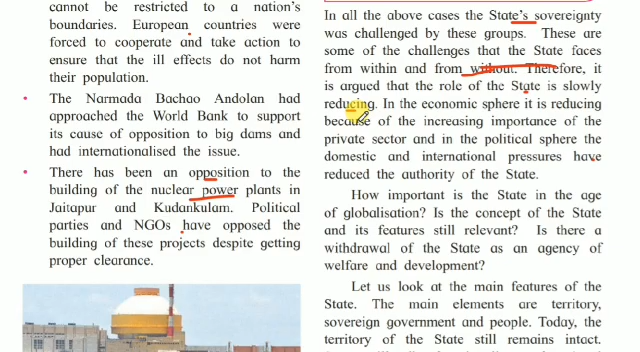 cannot be restricted to a nation's
boundaries. European countries were
forced to cooperate and take action to
ensure that the ill effects do not harm
their population.
• The Narmada Bachao Andolan had
approached the World Bank to support
its cause of opposition to big dams and
had internationalised the issue.
• There has been an opposition to the
building of the nuclear power plants in
Jaitapur and Kudankulam. Political
parties and NGOs have opposed the
building of these projects despite getting
proper clearance.
In all the above cases the State's sovereignty
was challenged by these groups. These are
some of the challenges that the State faces
from within and from without. Therefore, it
is argued that the role of the State is slowly
reducing. In the economic sphere it is reducing
because of the increasing importance of the
private sector and in the political sphere the
domestic and international pressures have
reduced the authority of the State.
How important is the State in the age
of globalisation? Is the concept of the State
and its features still relevant? Is there a
withdrawal of the State as an agency of
welfare and development?
Let us look at the main features of the
State. The main elements are territory,
sovereign government and people. Today, the
territory of the State still remains intact.